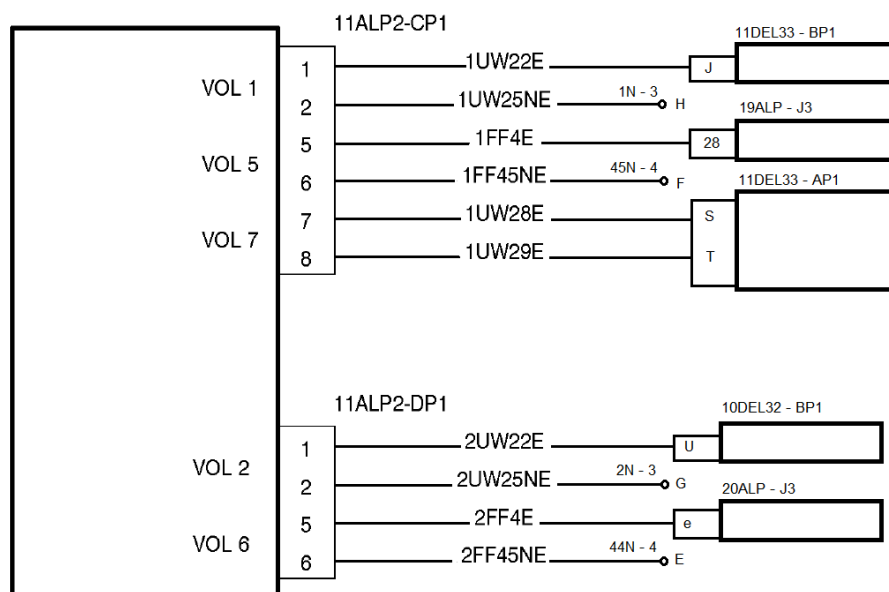 11ALP2-CP1
11DEL33 - BP1
VOL 1
1
1UW22E
J
2
1UW25NE
1N - 3
H
19ALP - J3
VOL 5
5
1FF4E
28
6
1FF45NE
45N - 4
F
11DEL33 - AP1
VOL 7
7
1UW28E
S
8
1UW29E
T
11ALP2-DP1
10DEL32 - BP1
VOL 2
1
2UW22E
U
2
2UW25NE
2N - 3
G
20ALP - J3
VOL 6
5
2FF4E
e
6
2FF45NE
44N - 4
E